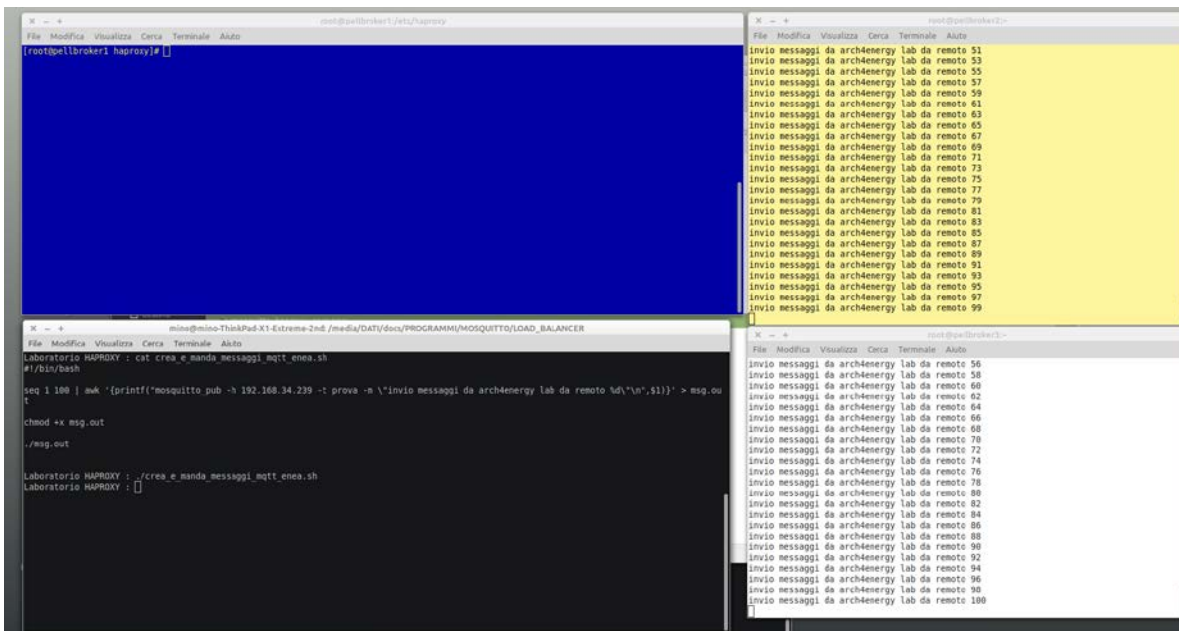 root@pellbroker1:/etc/haproxy
File Modifica Visualizza Cerca Terminale Aiuto
[root@pellbroker1 haproxy]#
root@pellbroker2:~
File Modifica Visualizza Cerca Terminale Aiuto
invio messaggi da arch4energy lab da remoto 51
invio messaggi da arch4energy lab da remoto 53
invio messaggi da arch4energy lab da remoto 55
invio messaggi da arch4energy lab da remoto 57
invio messaggi da arch4energy lab da remoto 59
invio messaggi da arch4energy lab da remoto 61
invio messaggi da arch4energy lab da remoto 63
invio messaggi da arch4energy lab da remoto 65
invio messaggi da arch4energy lab da remoto 67
invio messaggi da arch4energy lab da remoto 69
invio messaggi da arch4energy lab da remoto 71
invio messaggi da arch4energy lab da remoto 73
invio messaggi da arch4energy lab da remoto 75
invio messaggi da arch4energy lab da remoto 77
invio messaggi da arch4energy lab da remoto 79
invio messaggi da arch4energy lab da remoto 81
invio messaggi da arch4energy lab da remoto 83
invio messaggi da arch4energy lab da remoto 85
invio messaggi da arch4energy lab da remoto 87
invio messaggi da arch4energy lab da remoto 89
invio messaggi da arch4energy lab da remoto 91
invio messaggi da arch4energy lab da remoto 93
invio messaggi da arch4energy lab da remoto 95
invio messaggi da arch4energy lab da remoto 97
invio messaggi da arch4energy lab da remoto 99
mino@mino-ThinkPad-X1-Extreme-2nd: /media/DATI/docs/PROGRAMMI/MOSQUITTO/LOAD_BALANCER
File Modifica Visualizza Cerca Terminale Aiuto
Laboratorio HAPROXY : cat crea_e_manda_messaggi_mqtt_enea.sh
#!/bin/bash
seq 1 100 | awk '{printf("mosquitto_pub -h 192.168.34.239 -t prova -m \"invio messaggi da arch4energy lab da remoto %d\"\n",$1)}' > msg.ou
t
chmod +x msg.out
./msg.out
Laboratorio HAPROXY : ./crea_e_manda_messaggi_mqtt_enea.sh
Laboratorio HAPROXY :
root@pellbroker3:~
File Modifica Visualizza Cerca Terminale Aiuto
invio messaggi da arch4energy lab da remoto 56
invio messaggi da arch4energy lab da remoto 58
invio messaggi da arch4energy lab da remoto 60
invio messaggi da arch4energy lab da remoto 62
invio messaggi da arch4energy lab da remoto 64
invio messaggi da arch4energy lab da remoto 66
invio messaggi da arch4energy lab da remoto 68
invio messaggi da arch4energy lab da remoto 70
invio messaggi da arch4energy lab da remoto 72
invio messaggi da arch4energy lab da remoto 74
invio messaggi da arch4energy lab da remoto 76
invio messaggi da arch4energy lab da remoto 78
invio messaggi da arch4energy lab da remoto 80
invio messaggi da arch4energy lab da remoto 82
invio messaggi da arch4energy lab da remoto 84
invio messaggi da arch4energy lab da remoto 86
invio messaggi da arch4energy lab da remoto 88
invio messaggi da arch4energy lab da remoto 90
invio messaggi da arch4energy lab da remoto 92
invio messaggi da arch4energy lab da remoto 94
invio messaggi da arch4energy lab da remoto 96
invio messaggi da arch4energy lab da remoto 98
invio messaggi da arch4energy lab da remoto 100